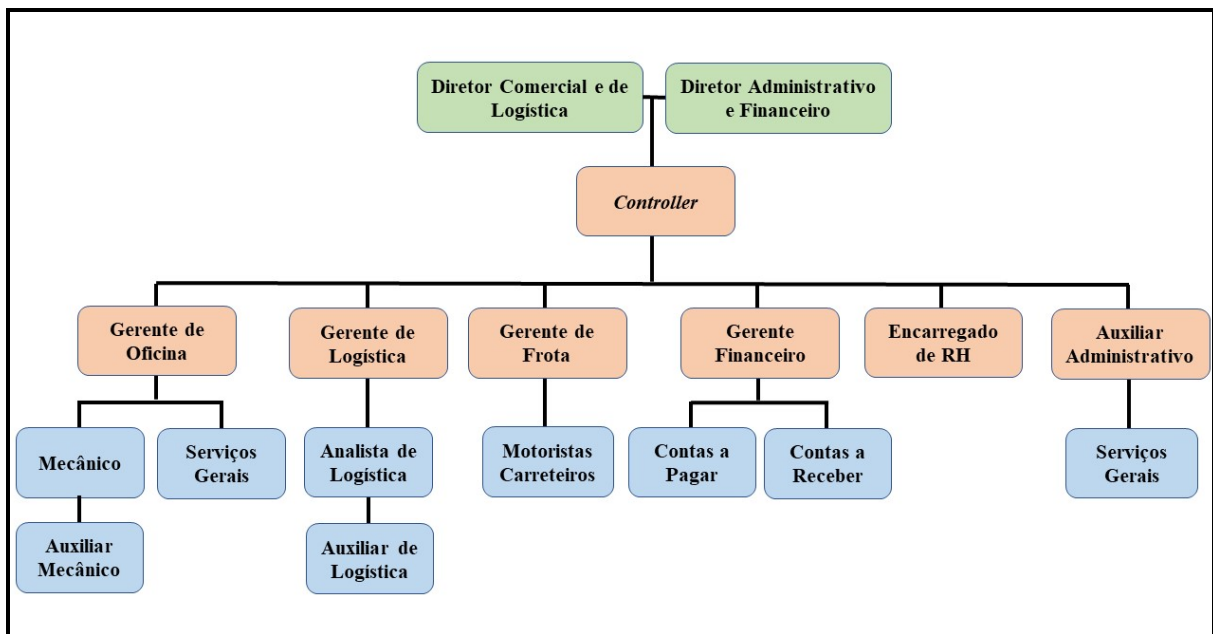 Diretor Comercial e de
Logística
Diretor Administrativo
e Financeiro
Controller
Gerente de
Oficina
Gerente de
Logística
Gerente de
Frota
Gerente
Financeiro
Encarregado
de RH
Auxiliar
Administrativo
Mecânico
Serviços
Gerais
Analista de
Logística
Motoristas
Carreteiros
Contas a
Pagar
Contas a
Receber
Serviços
Gerais
Auxiliar
Mecânico
Auxiliar de
Logística